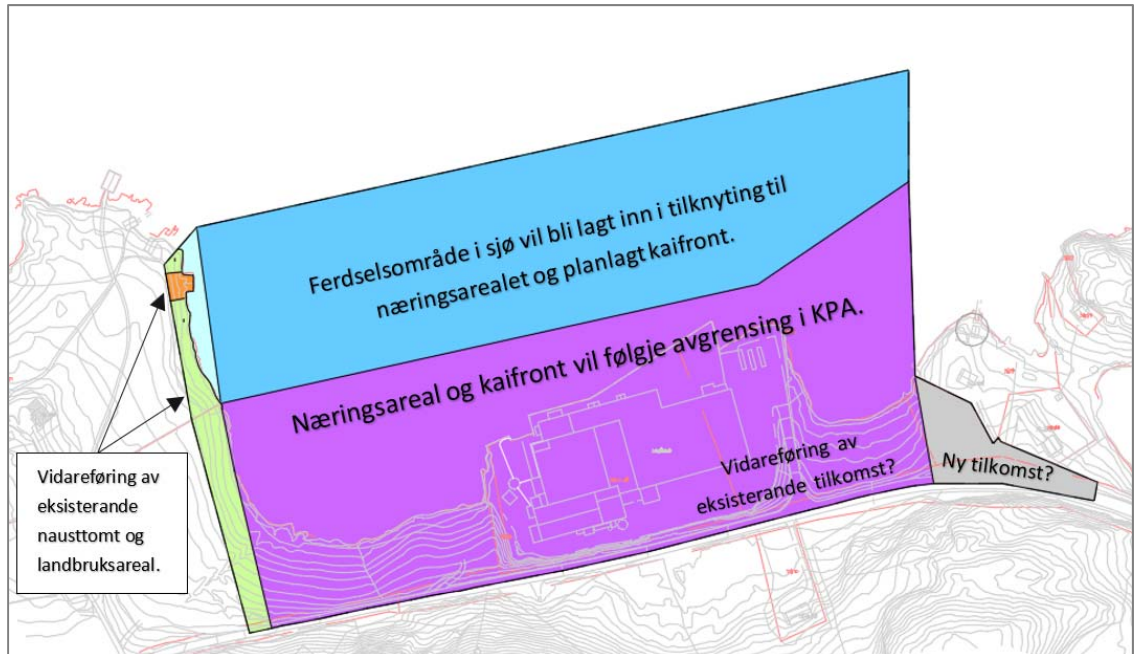 Ferdselsområde i sjø vil bli lagt inn i tilknyting til
næringsarealet og planlagt kaifront.
Næringsareal og kaifront vil følgje avgrensing i KPA.
Vidareføring av
eksisterande tilkomst?
Ny tilkomst?
Vidareføring av
eksisterande
nausttomt og
landbruksareal.